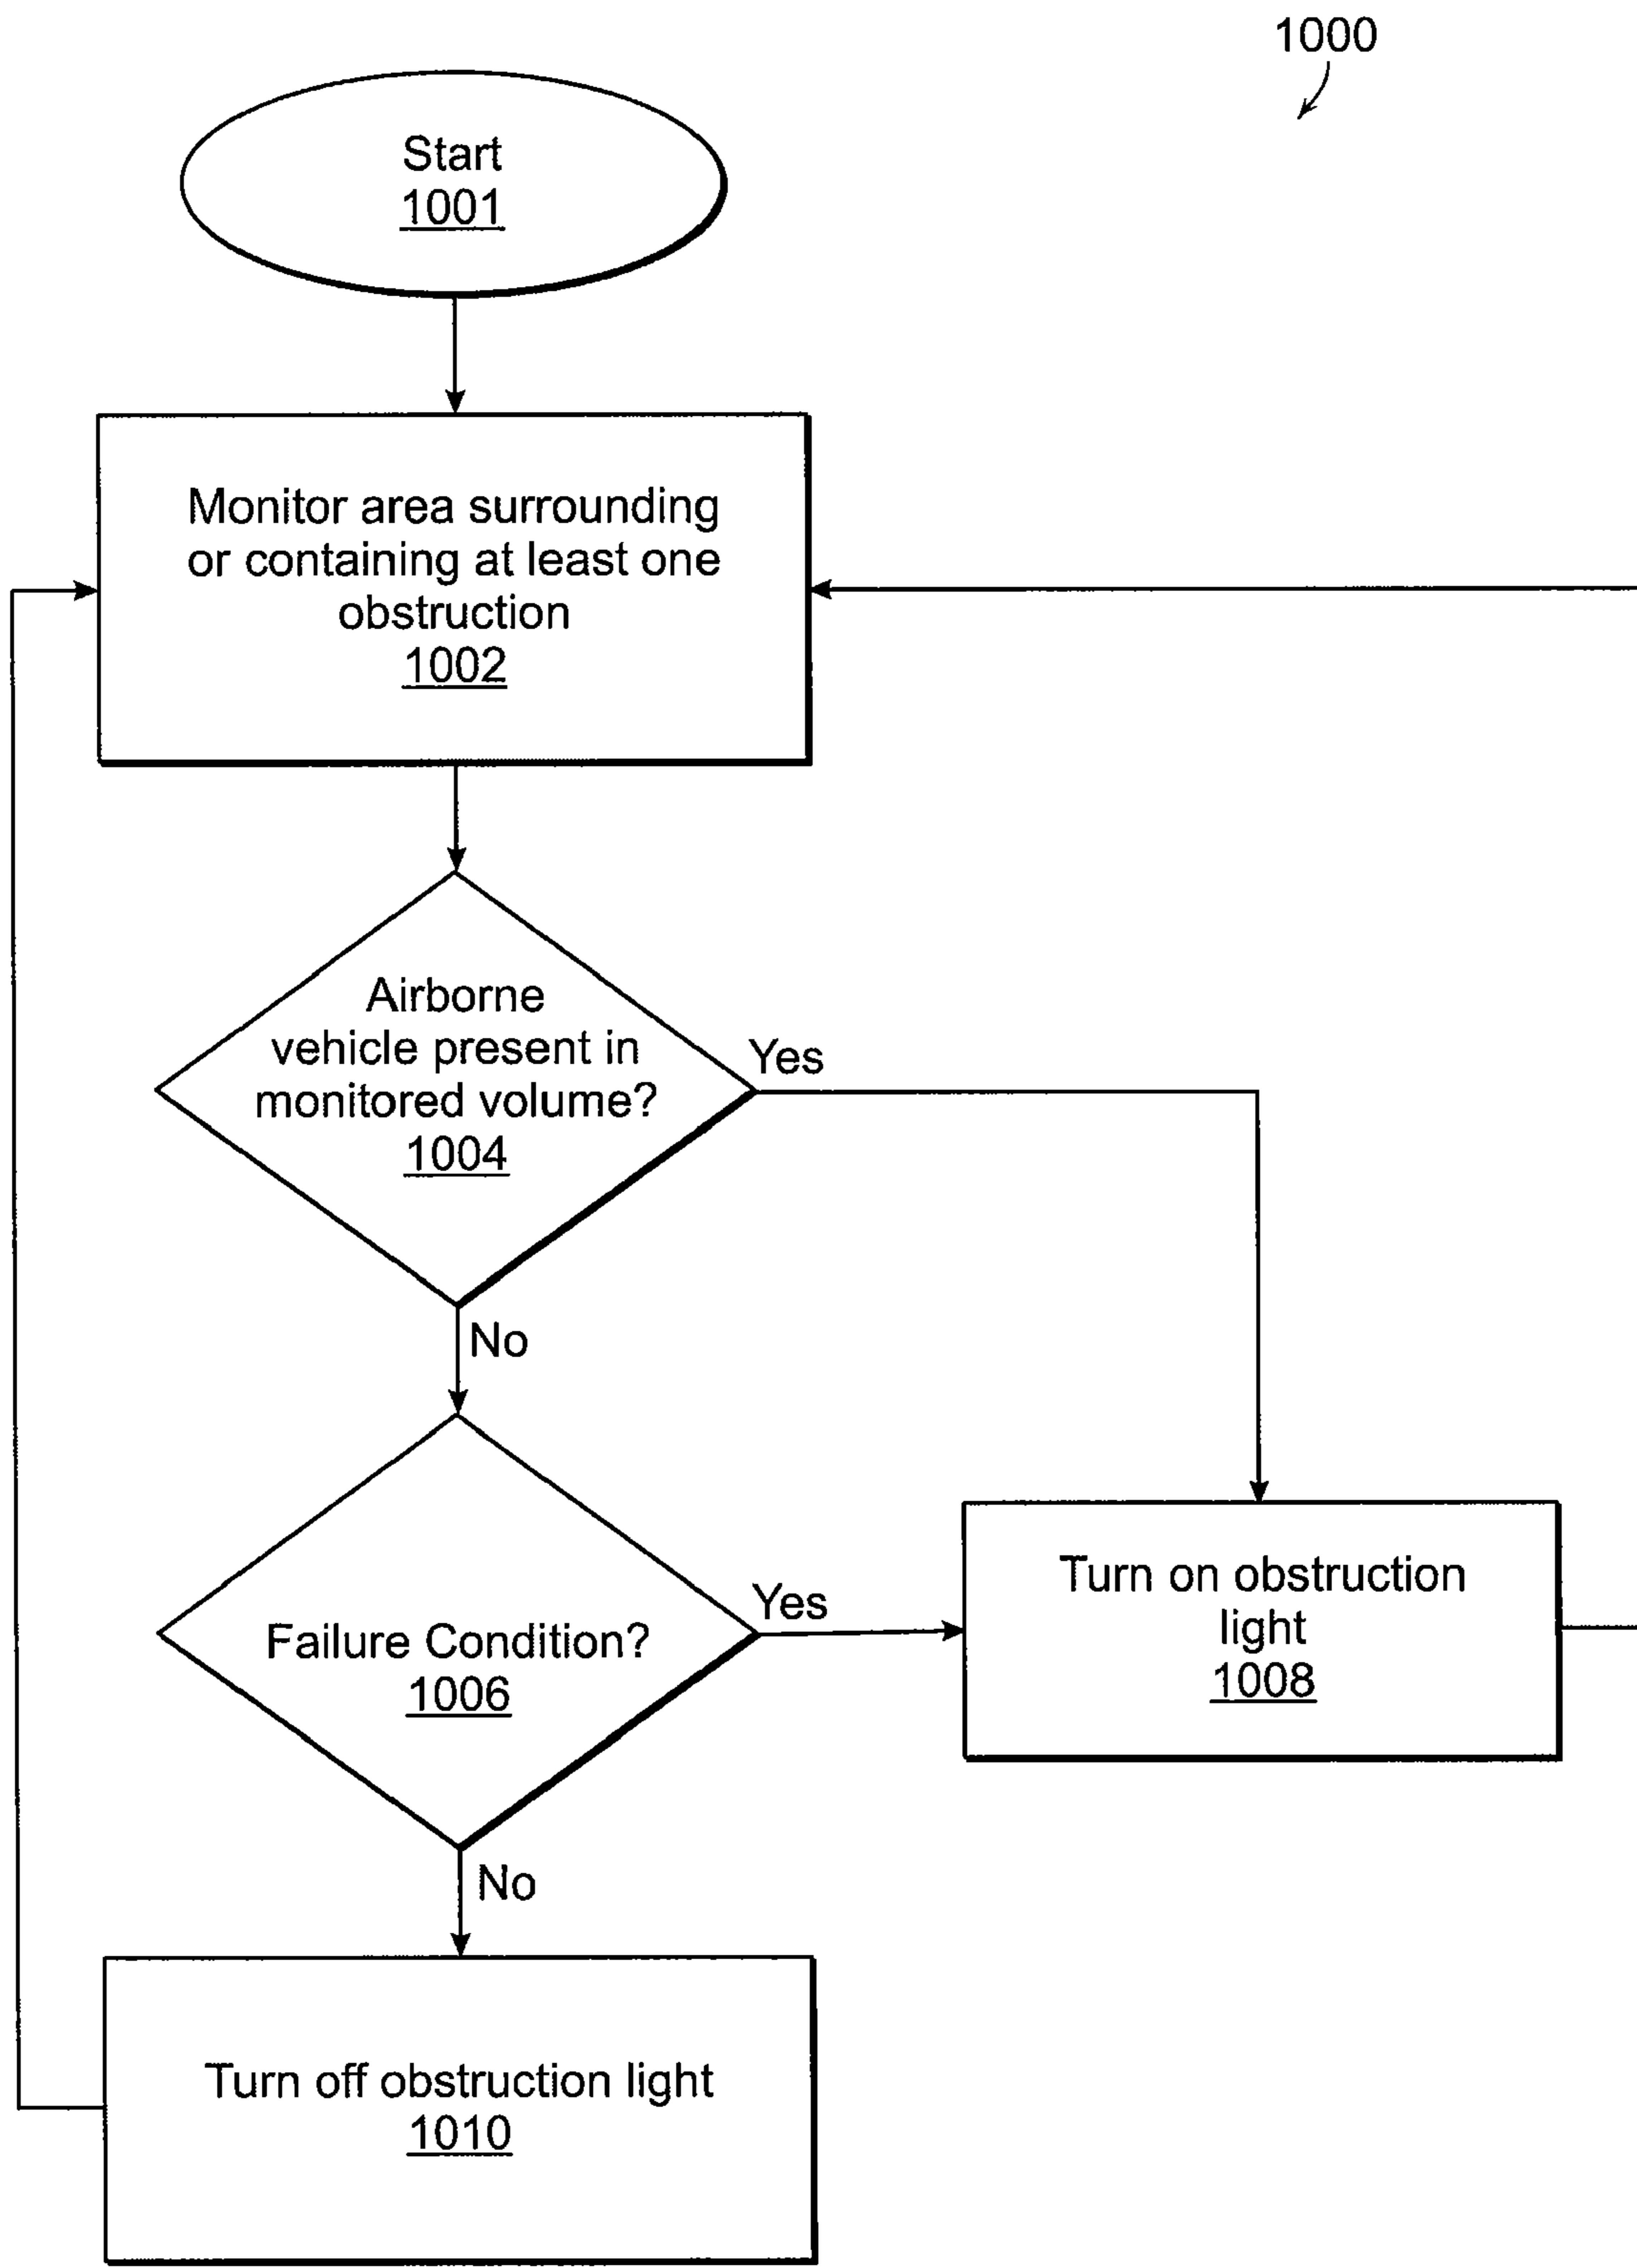 1000
Start
1001
Monitor area surrounding
or containing at least one
obstruction
1002
Airborne
vehicle present in
monitored volume?
1004
Yes
No
Failure Condition?
1006
Yes
Turn on obstruction
light
1008
No
Turn off obstruction light
1010